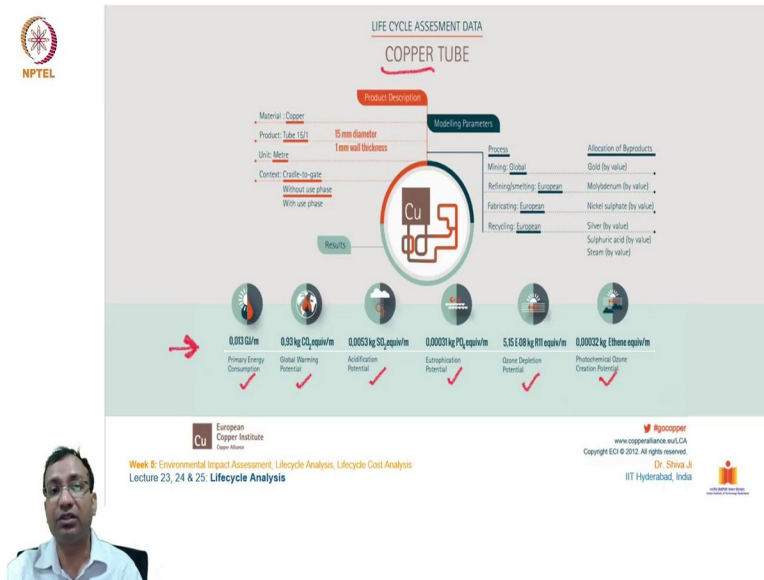 NPTEL
LIFE CYCLE ASSESMENT DATA
COPPER TUBE
Product Description
Modelling Parameters
Material : Copper
Product: Tube 15/1
15 mm diameter
1 mm wall thickness
Unit: Metre
Context: Cradle-to-gate
Without use phase
With use phase
Process
Mining: Global
Refining/smelting: European
Fabricating: European
Recycling: European
Allocation of Byproducts
Gold (by value)
Molybdenum (by value)
Nickel sulphate (by value)
Silver (by value)
Sulphuric acid (by value)
Steam (by value)
Cu
Results
0,013 GJ/m
Primary Energy
Consumption
0,93 kg CO2 equiv/m
Global Warming
Potential
0,0053 kg SO2 equiv/m
Acidification
Potential
0,00031 kg PO4 equiv/m
Eutrophication
Potential
5,15 E-08 kg R11 equiv/m
Ozone Depletion
Potential
0,00032 kg Ethene equiv/m
Photochemical Ozone
Creation Potential
Cu
European
Copper Institute
Copper Alliance
#gocopper
www.copperalliance.eu/LCA
Copyright ECI © 2012. All rights reserved.
Week 5: Environmental Impact Assessment, Lifecycle Analysis, Lifecycle Cost Analysis
Lecture 23, 24 & 25: Lifecycle Analysis
Dr. Shiva Ji
IIT Hyderabad, India